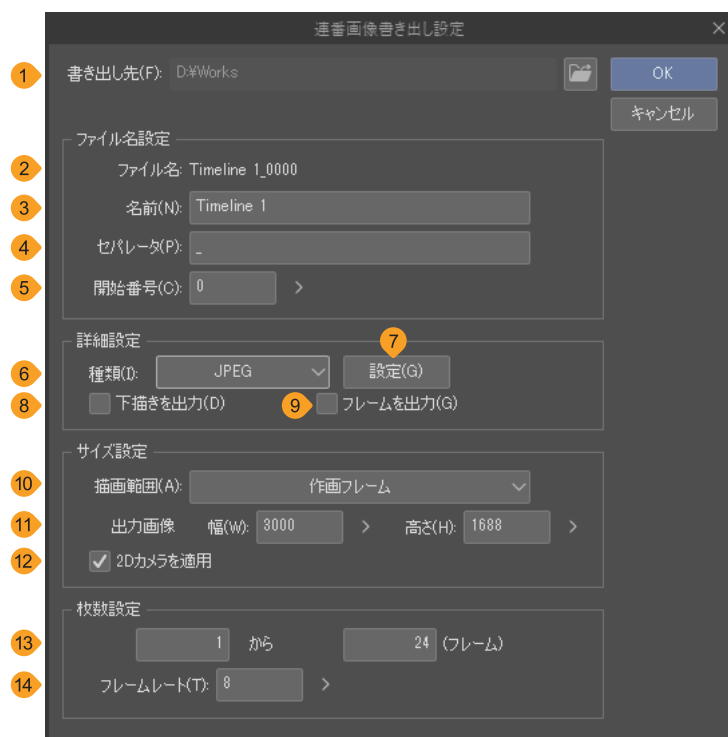 連番画像書き出し設定
1 書き出し先(F): D:¥Works OK
キャンセル
ファイル名設定
2 ファイル名: Timeline 1_0000
3 名前(N): Timeline 1
4 セパレータ(P): _
5 開始番号(C): 0
詳細設定
7
6 種類(I): JPEG 設定(G)
8 下描きを出力(D) 9 フレームを出力(G)
サイズ設定
10 描画範囲(A): 作画フレーム
11 出力画像 幅(W): 3000 高さ(H): 1688
12 2Dカメラを適用
枚数設定
13 1 から 24 (フレーム)
14 フレームレート(T): 8